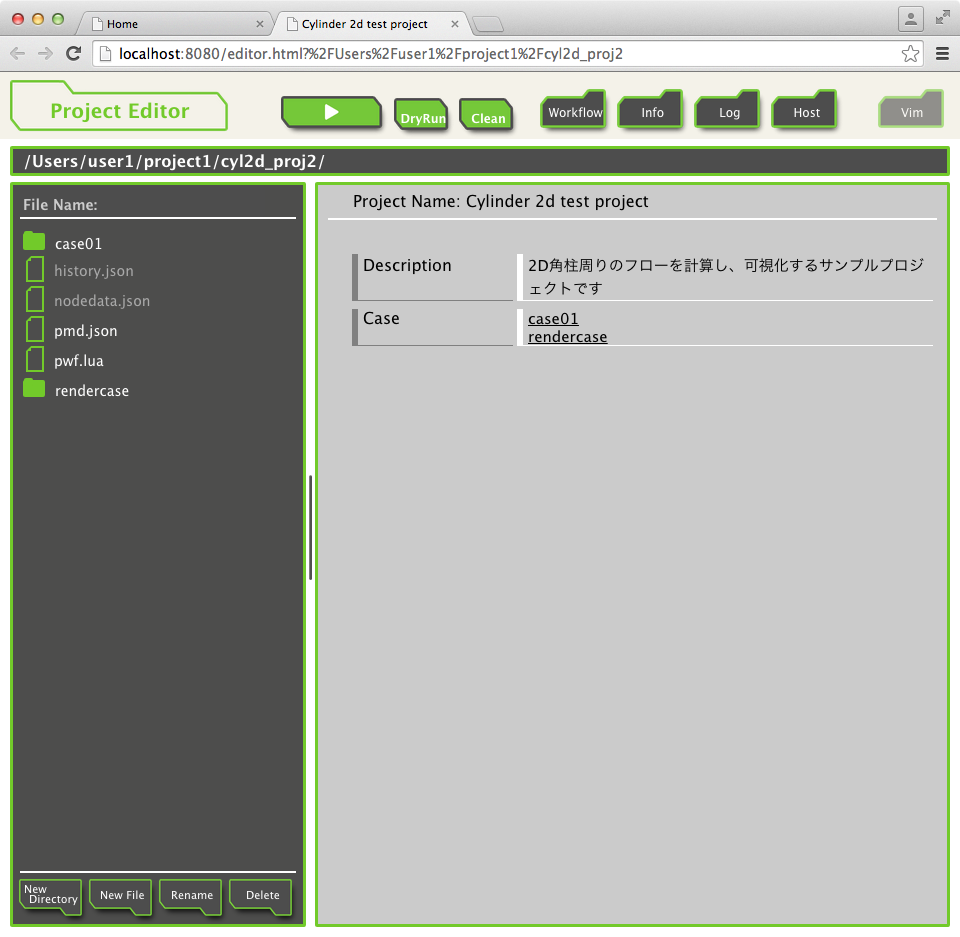 Home
Cylinder 2d test project
localhost:8080/editor.html?%2FUsers%2Fuser1%2Fproject1%2Fcyl2d_proj2
Project Editor
DryRun
Clean
Workflow
Info
Log
Host
Vim
/Users/user1/project1/cyl2d_proj2/
File Name:
case01
history.json
nodedata.json
pmd.json
pwf.lua
rendercase
New
Directory
New File
Rename
Delete
Project Name: Cylinder 2d test project
Description
2D角柱周りのフローを計算し、可視化するサンプルプロジ
ェクトです
Case
case01
rendercase